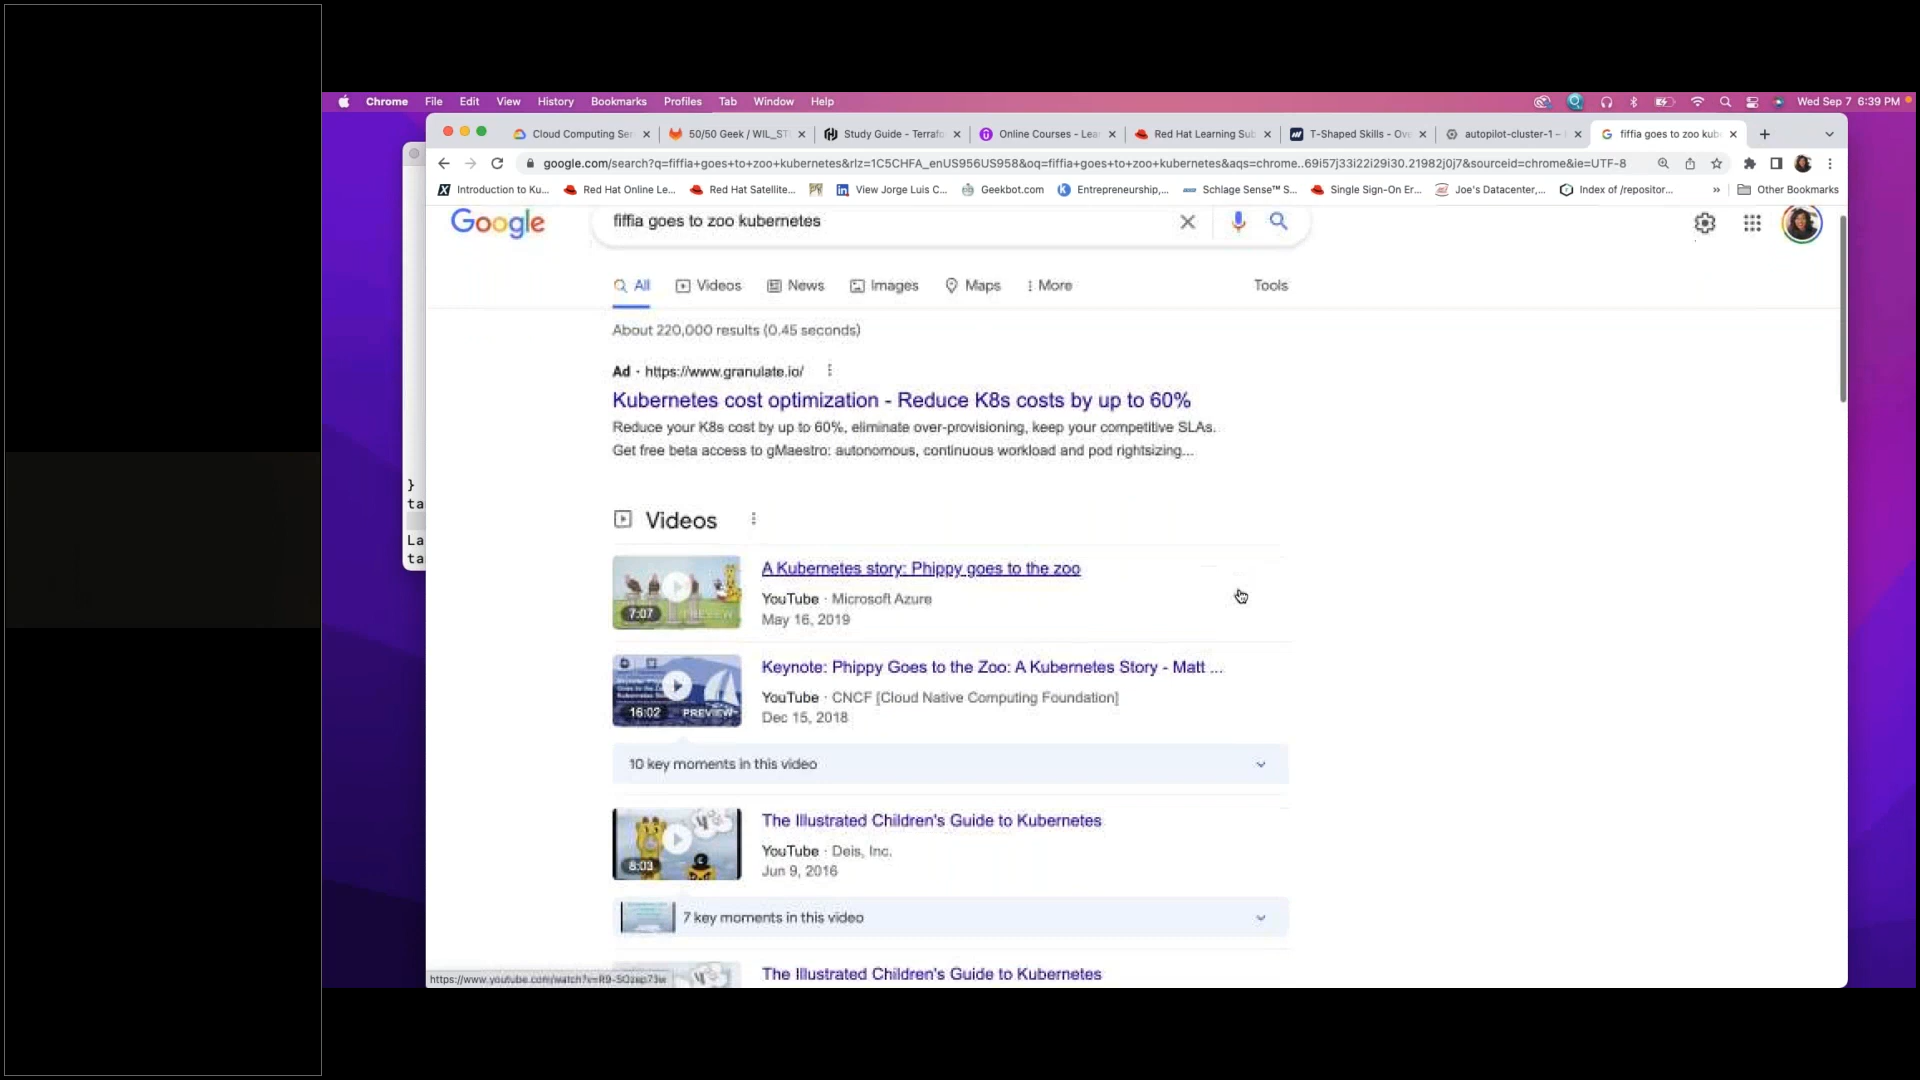 Chrome File Edit View History Bookmarks Profiles Tab Window Help
Wed Sep 7 6:39 PM
Cloud Computing Ser
50/50 Geek / WIL_ST
Study Guide - Terrafo
Online Courses - Lea
Red Hat Learning Sub
T-Shaped Skills - Ov
autopilot-cluster-1 –
fiffia goes to zoo kub
google.com/search?q=fiffia+goes+to+zoo+kubernetes&rlz=1C5CHFA_enUS956US958&oq=fiffia+goes+to+zoo+kubernetes&aqs=chrome..69i57j33i22i29i30.21982j0j7&sourceid=chrome&ie=UTF-8
Introduction to Ku...
Red Hat Online Le...
Red Hat Satellite...
View Jorge Luis C...
Geekbot.com
Entrepreneurship,...
Schlage Sense™ S...
Single Sign-On Er...
Joe's Datacenter,...
Index of /repositor...
»
Other Bookmarks
Google
fiffia goes to zoo kubernetes
All Videos News Images Maps More Tools
About 220,000 results (0.45 seconds)
Ad · https://www.granulate.io/
Kubernetes cost optimization - Reduce K8s costs by up to 60%
Reduce your K8s cost by up to 60%, eliminate over-provisioning, keep your competitive SLAs.
Get free beta access to gMaestro: autonomous, continuous workload and pod rightsizing...
}
ta
La
ta
Videos
A Kubernetes story: Phippy goes to the zoo
YouTube · Microsoft Azure
May 16, 2019
7:07 PREVIEW
Keynote: Phippy Goes to the Zoo: A Kubernetes Story - Matt ...
YouTube · CNCF [Cloud Native Computing Foundation]
Dec 15, 2018
16:02 PREVIEW
10 key moments in this video
The Illustrated Children's Guide to Kubernetes
YouTube · Deis, Inc.
Jun 9, 2016
8:03
7 key moments in this video
The Illustrated Children's Guide to Kubernetes